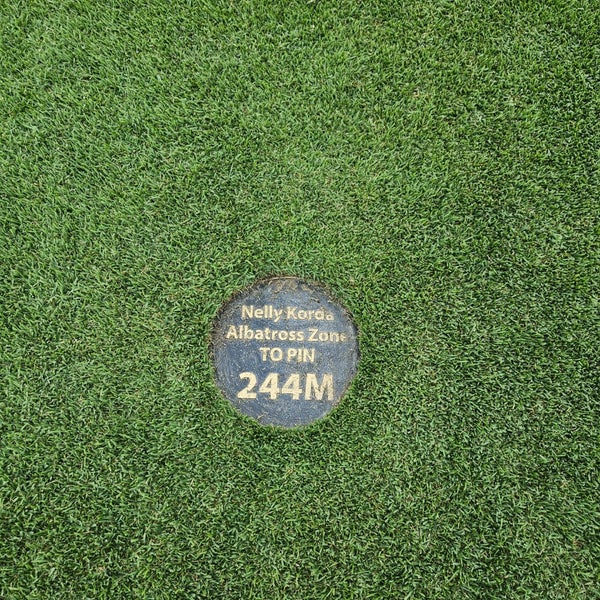 Nelly Korda
Albatross Zone
TO PIN
244M